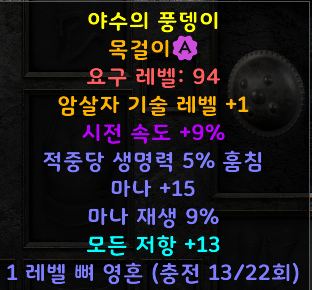 야수의 풍뎅이
목걸이 A
요구 레벨: 94
암살자 기술 레벨 +1
시전 속도 +9%
적중당 생명력 5% 훔침
마나 +15
마나 재생 9%
모든 저항 +13
1 레벨 뼈 영혼 (충전 13/22회)